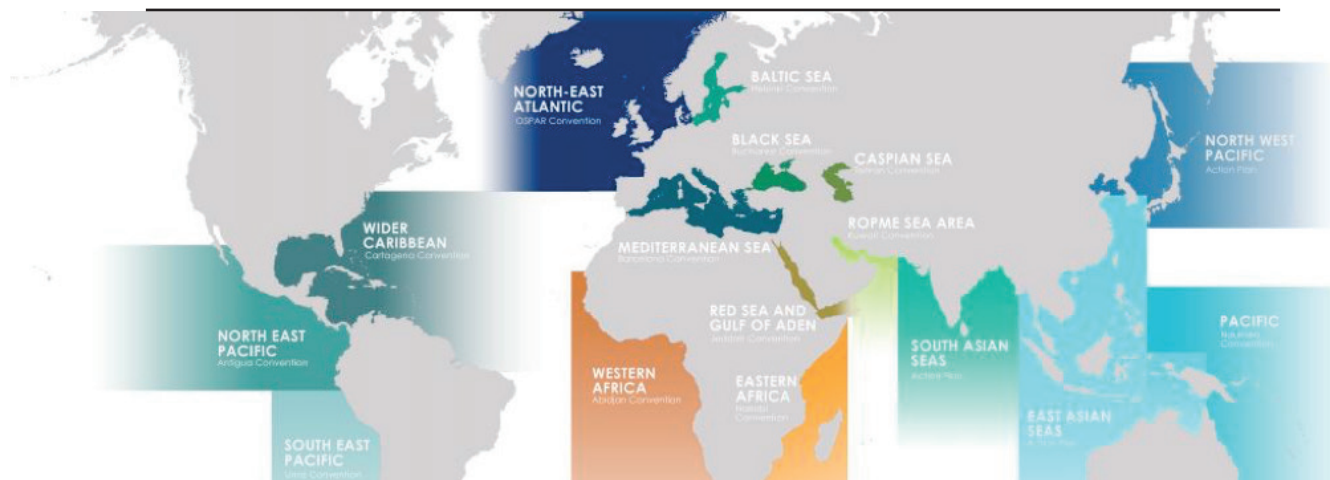 NORTH-EAST
ATLANTIC
OSPAR Convention
BALTIC SEA
Helsinki Convention
BLACK SEA
Bucharest Convention
CASPIAN SEA
Tehran Convention
NORTH WEST
PACIFIC
Action Plan
WIDER
CARIBBEAN
Cartagena Convention
MEDITERRANEAN SEA
Barcelona Convention
ROPME SEA AREA
Kuwait Convention
NORTH EAST
PACIFIC
Antigua Convention
RED SEA AND
GULF OF ADEN
Jeddah Convention
SOUTH ASIAN
SEAS
Action Plan
PACIFIC
Noumea
Convention
WESTERN
AFRICA
Abidjan Convention
EASTERN
AFRICA
Nairobi
Convention
EAST ASIAN
SEAS
Action Plan
SOUTH EAST
PACIFIC
Convention